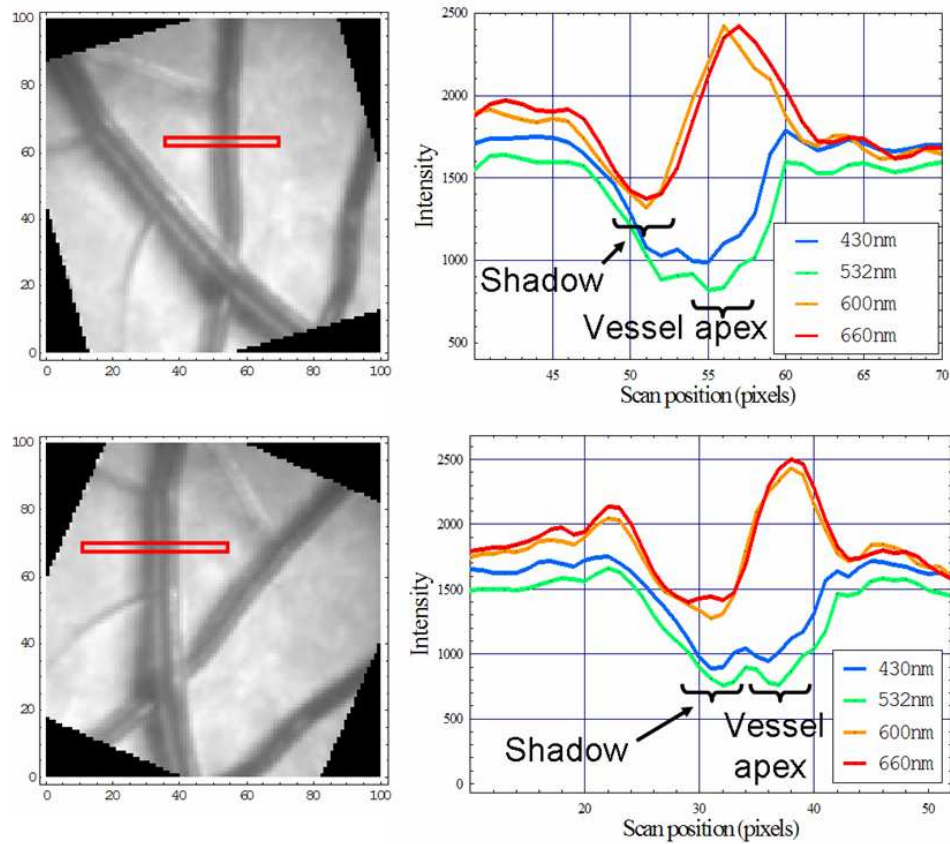 100
80
60
40
20
0
0 20 40 60 80 100
2500
2000
1500
1000
500
Intensity
Shadow
Vessel apex
430nm
532nm
600nm
660nm
45 50 55 60 65 70
Scan position (pixels)
100
80
60
40
20
0
0 20 40 60 80 100
2500
2000
1500
1000
500
0
Intensity
Shadow
Vessel
apex
430nm
532nm
600nm
660nm
20 30 40 50
Scan position (pixels)